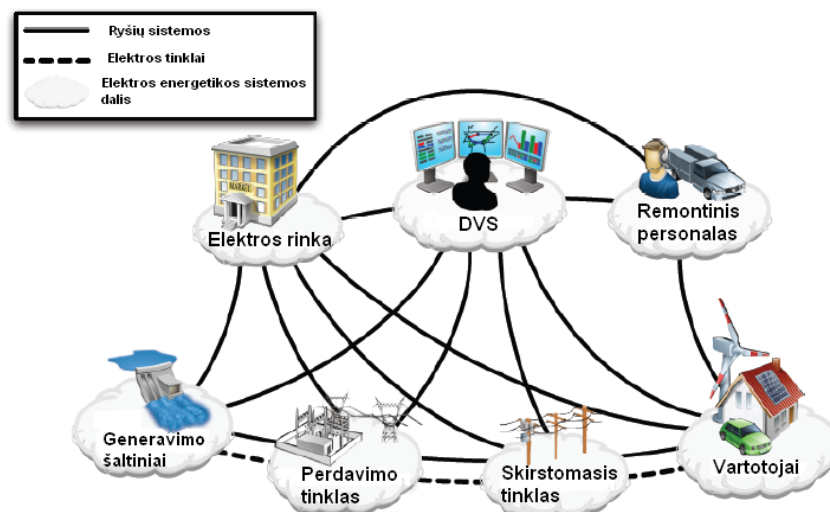 Ryšių sistemos
Elektros tinklai
Elektros energetikos sistemos
dalis
MARKET
Elektros rinka
DVS
Remontinis
personalas
Generavimo
šaltiniai
Perdavimo
tinklas
Skirstomasis
tinklas
Vartotojai